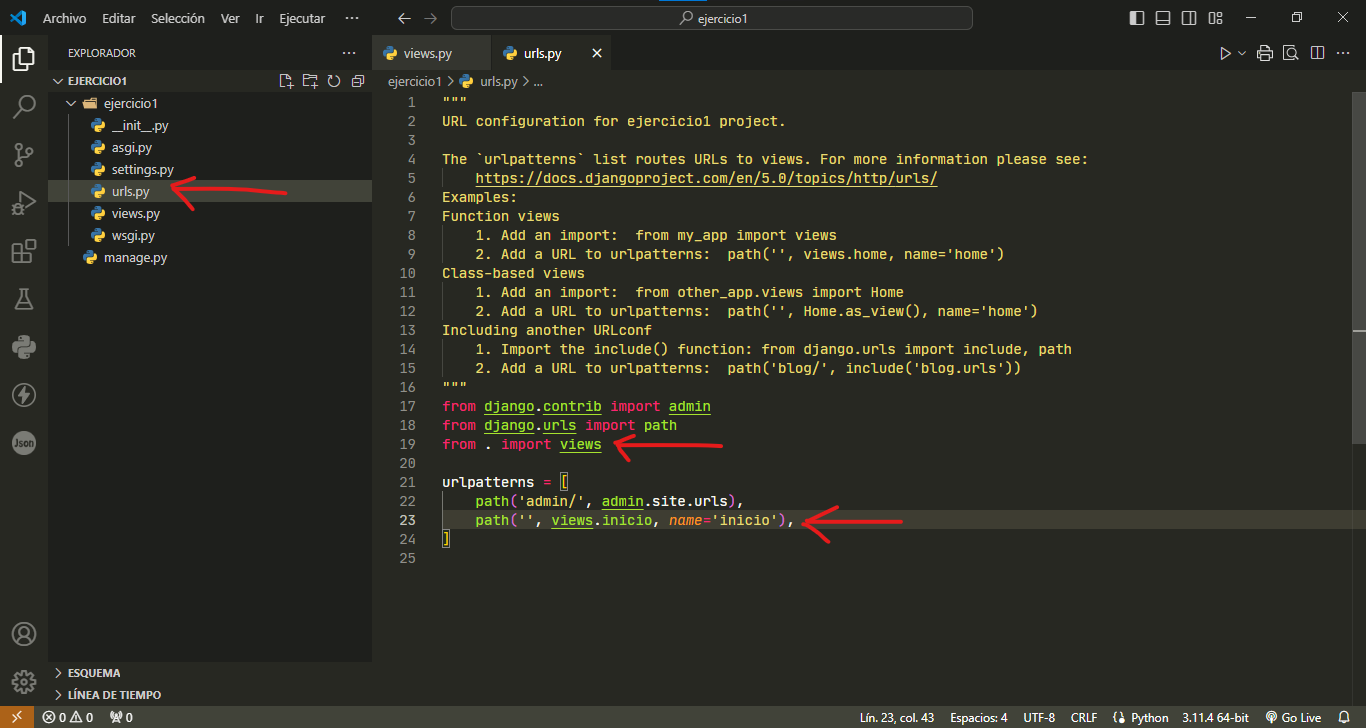 Archivo Editar Selección Ver Ir Ejecutar ··· ejercicio1
EXPLORADOR ···
EJERCICIO1
ejercicio1
__init__.py
asgi.py
settings.py
urls.py
views.py
wsgi.py
manage.py
ESQUEMA
LÍNEA DE TIEMPO
Json
views.py urls.py
ejercicio1 > urls.py > ...
1 """
2 URL configuration for ejercicio1 project.
3
4 The `urlpatterns` list routes URLs to views. For more information please see:
5     https://docs.djangoproject.com/en/5.0/topics/http/urls/
6 Examples:
7 Function views
8     1. Add an import:  from my_app import views
9     2. Add a URL to urlpatterns:  path('', views.home, name='home')
10 Class-based views
11     1. Add an import:  from other_app.views import Home
12     2. Add a URL to urlpatterns:  path('', Home.as_view(), name='home')
13 Including another URLconf
14     1. Import the include() function: from django.urls import include, path
15     2. Add a URL to urlpatterns:  path('blog/', include('blog.urls'))
16 """
17 from django.contrib import admin
18 from django.urls import path
19 from . import views
20
21 urlpatterns = [
22     path('admin/', admin.site.urls),
23     path('', views.inicio, name='inicio'),
24 ]
25
0 0 0 Lín. 23, col. 43 Espacios: 4 UTF-8 CRLF Python 3.11.4 64-bit Go Live